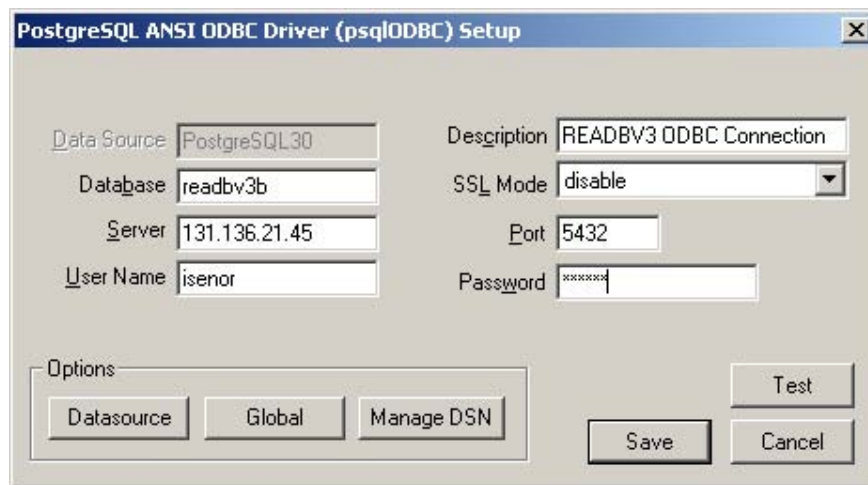 PostgreSQL ANSI ODBC Driver (psqlODBC) Setup
Data Source PostgreSQL30
Description READBV3 ODBC Connection
Database readbv3b
SSL Mode disable
Server 131.136.21.45
Port 5432
User Name isenor
Password ******
Options
Datasource Global Manage DSN
Test
Save Cancel